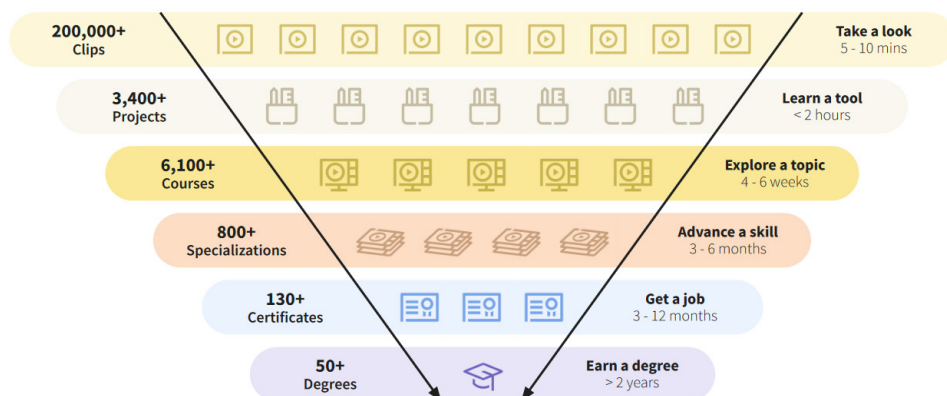 200,000+
Clips
Take a look
5 - 10 mins
3,400+
Projects
Learn a tool
< 2 hours
6,100+
Courses
Explore a topic
4 - 6 weeks
800+
Specializations
Advance a skill
3 - 6 months
130+
Certificates
Get a job
3 - 12 months
50+
Degrees
Earn a degree
> 2 years